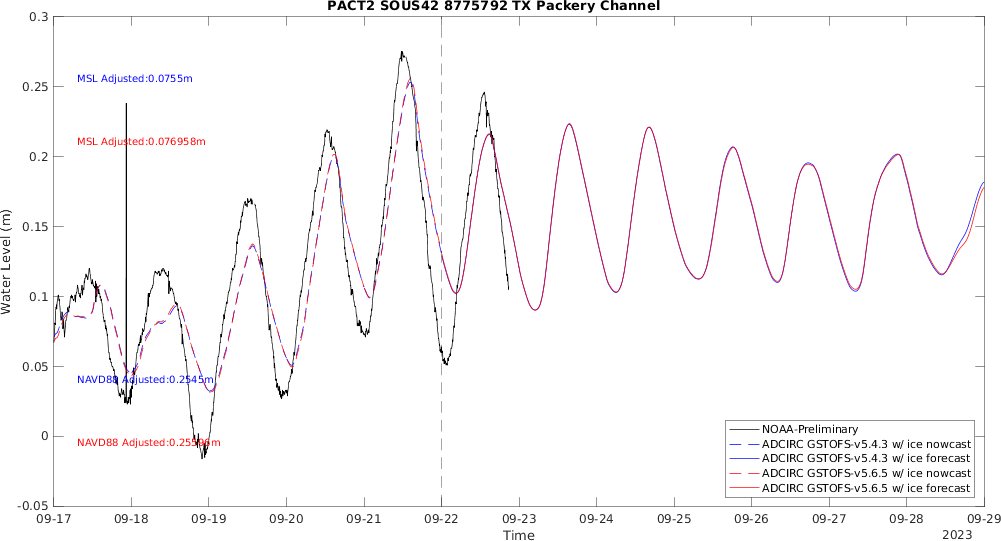 PACT2 SOUS42 8775792 TX Packery Channel
0.3
0.25
0.2
0.15
0.1
0.05
0
-0.05
Water Level (m)
MSL Adjusted:0.0755m
MSL Adjusted:0.076958m
NAVD88 Adjusted:0.2545m
NAVD88 Adjusted:0.25596m
NOAA-Preliminary
ADCIRC GSTOFS-v5.4.3 w/ ice nowcast
ADCIRC GSTOFS-v5.4.3 w/ ice forecast
ADCIRC GSTOFS-v5.6.5 w/ ice nowcast
ADCIRC GSTOFS-v5.6.5 w/ ice forecast
09-17 09-18 09-19 09-20 09-21 09-22 09-23 09-24 09-25 09-26 09-27 09-28 09-29
Time
2023